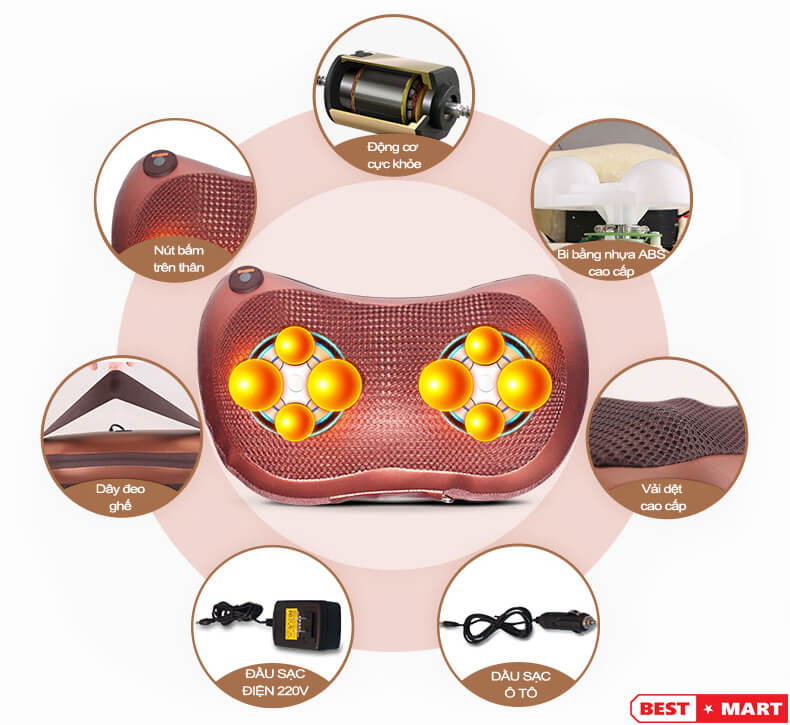 Động cơ
cực khỏe
Nút bấm
trên thân
Bi bằng nhựa ABS
cao cấp
Dây đeo
ghế
Vải dệt
cao cấp
ĐẦU SẠC
ĐIỆN 220V
DẦU SẠC
Ô TÔ
BEST ★ MART